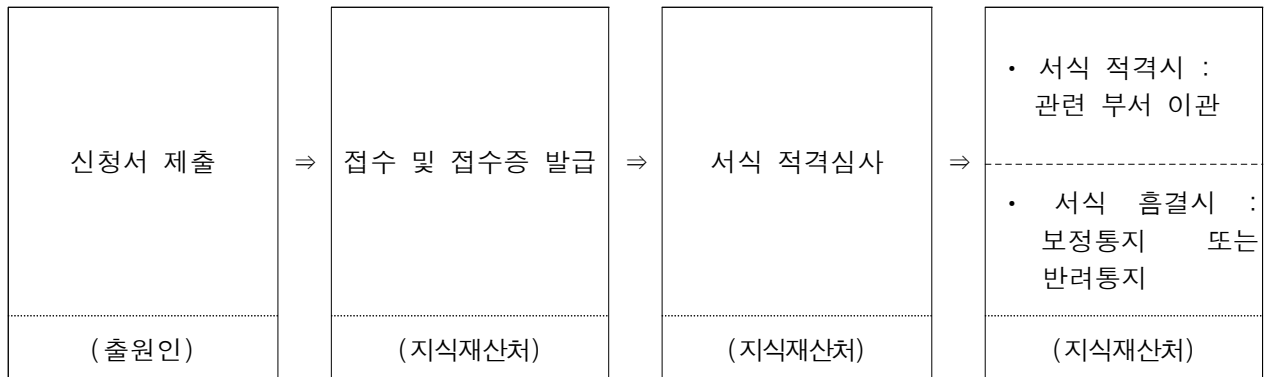 신청서 제출
⇒
접수 및 접수증 발급
⇒
서식 적격심사
⇒
• 서식 적격시 :
관련 부서 이관
• 서식 흠결시 :
보정통지 또는
반려통지
(출원인)
(지식재산처)
(지식재산처)
(지식재산처)